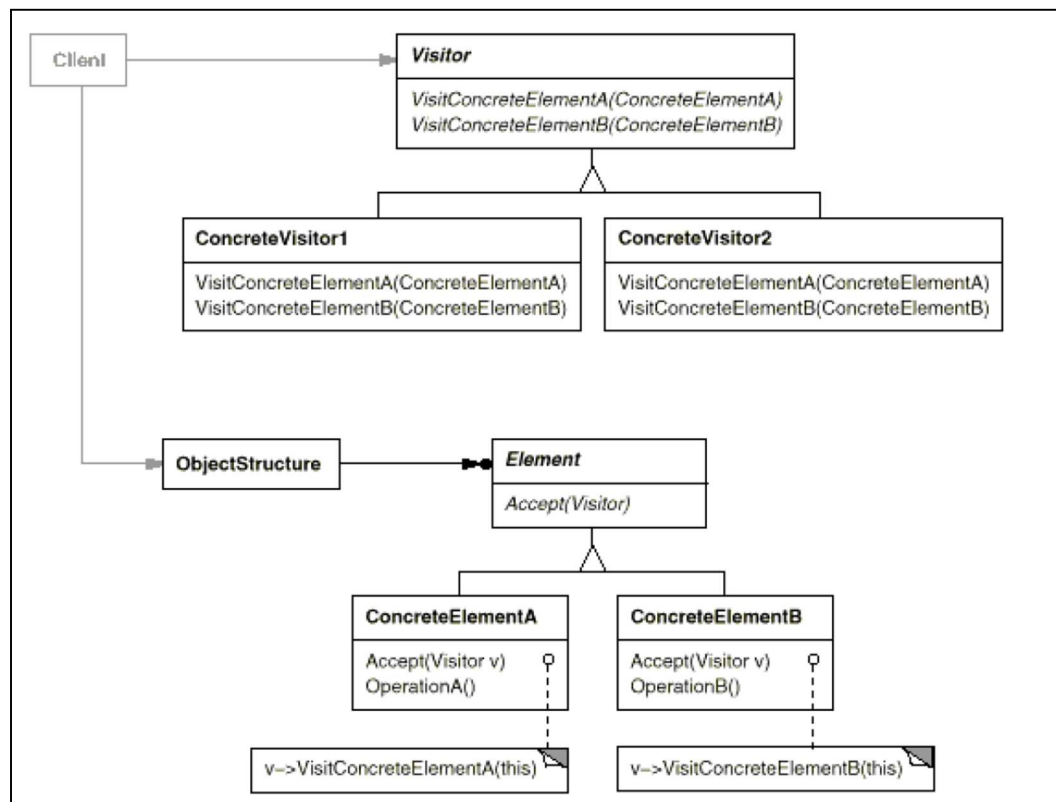 Client
Visitor
VisitConcreteElementA(ConcreteElementA)
VisitConcreteElementB(ConcreteElementB)
ConcreteVisitor1
VisitConcreteElementA(ConcreteElementA)
VisitConcreteElementB(ConcreteElementB)
ConcreteVisitor2
VisitConcreteElementA(ConcreteElementA)
VisitConcreteElementB(ConcreteElementB)
ObjectStructure
Element
Accept(Visitor)
ConcreteElementA
Accept(Visitor v)
OperationA()
ConcreteElementB
Accept(Visitor v)
OperationB()
v->VisitConcreteElementA(this)
v->VisitConcreteElementB(this)